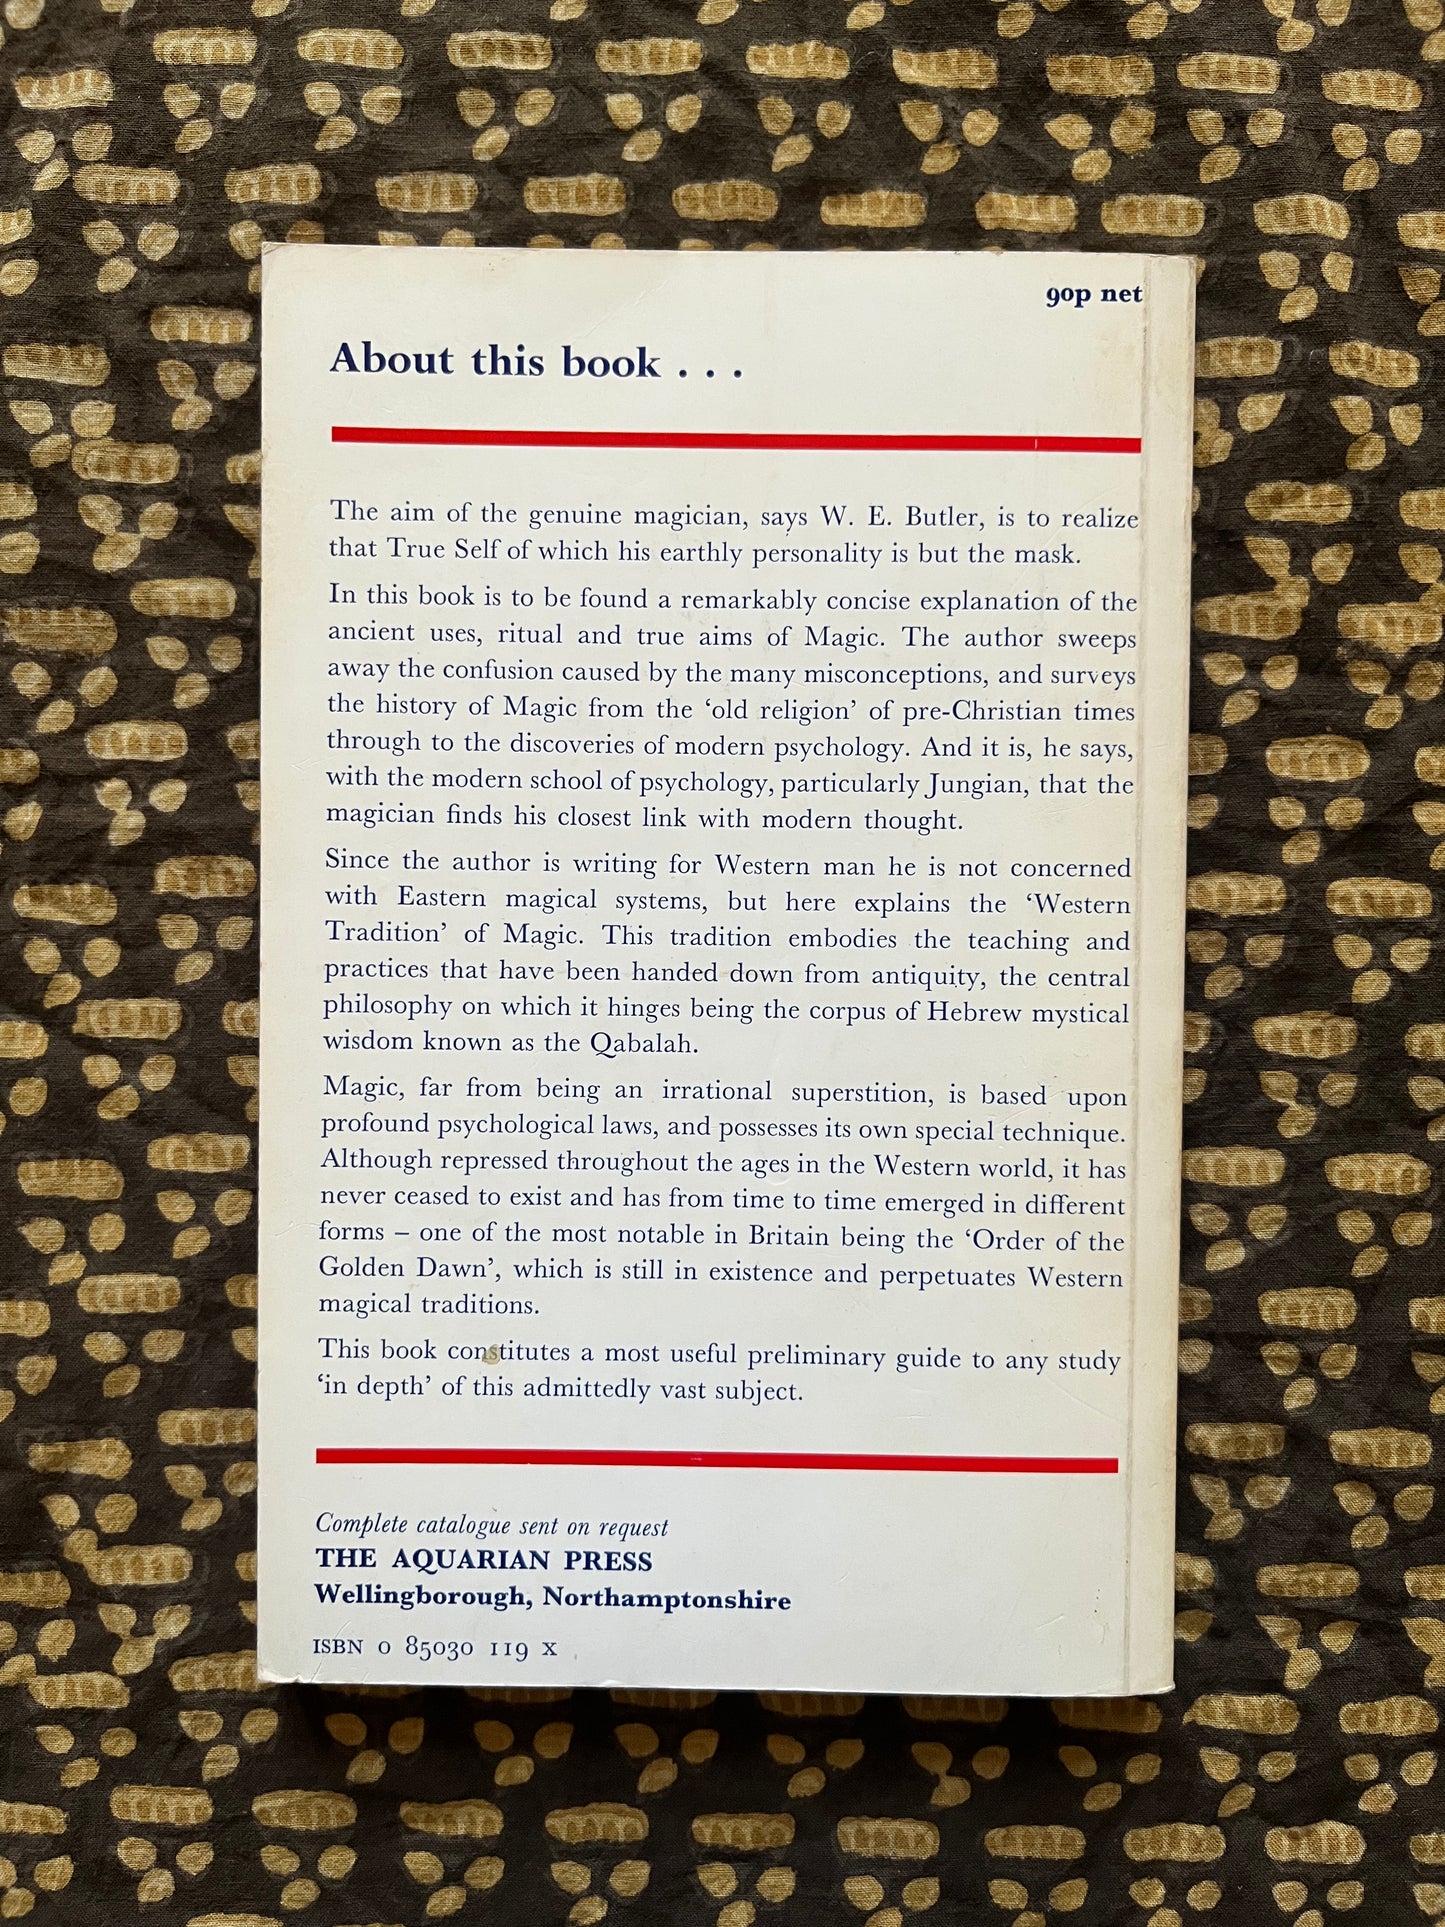 90p net
About this book . . .
The aim of the genuine magician, says W. E. Butler, is to realize
that True Self of which his earthly personality is but the mask.
In this book is to be found a remarkably concise explanation of the
ancient uses, ritual and true aims of Magic. The author sweeps
away the confusion caused by the many misconceptions, and surveys
the history of Magic from the ‘old religion’ of pre-Christian times
through to the discoveries of modern psychology. And it is, he says,
with the modern school of psychology, particularly Jungian, that the
magician finds his closest link with modern thought.
Since the author is writing for Western man he is not concerned
with Eastern magical systems, but here explains the ‘Western
Tradition’ of Magic. This tradition embodies the teaching and
practices that have been handed down from antiquity, the central
philosophy on which it hinges being the corpus of Hebrew mystical
wisdom known as the Qabalah.
Magic, far from being an irrational superstition, is based upon
profound psychological laws, and possesses its own special technique.
Although repressed throughout the ages in the Western world, it has
never ceased to exist and has from time to time emerged in different
forms – one of the most notable in Britain being the ‘Order of the
Golden Dawn’, which is still in existence and perpetuates Western
magical traditions.
This book constitutes a most useful preliminary guide to any study
‘in depth’ of this admittedly vast subject.
Complete catalogue sent on request
THE AQUARIAN PRESS
Wellingborough, Northamptonshire
ISBN 0 85030 119 X